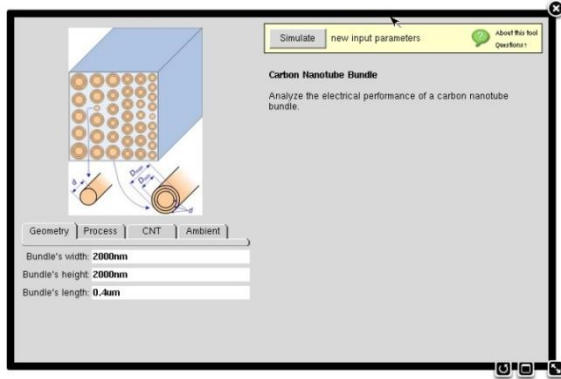 Simulate new input parameters
About this tool
Questions?
Carbon Nanotube Bundle
Analyze the electrical performance of a carbon nanotube
bundle.
d
Geometry Process CNT Ambient
Bundle's width: 2000nm
Bundle's height: 2000nm
Bundle's length: 0.4um